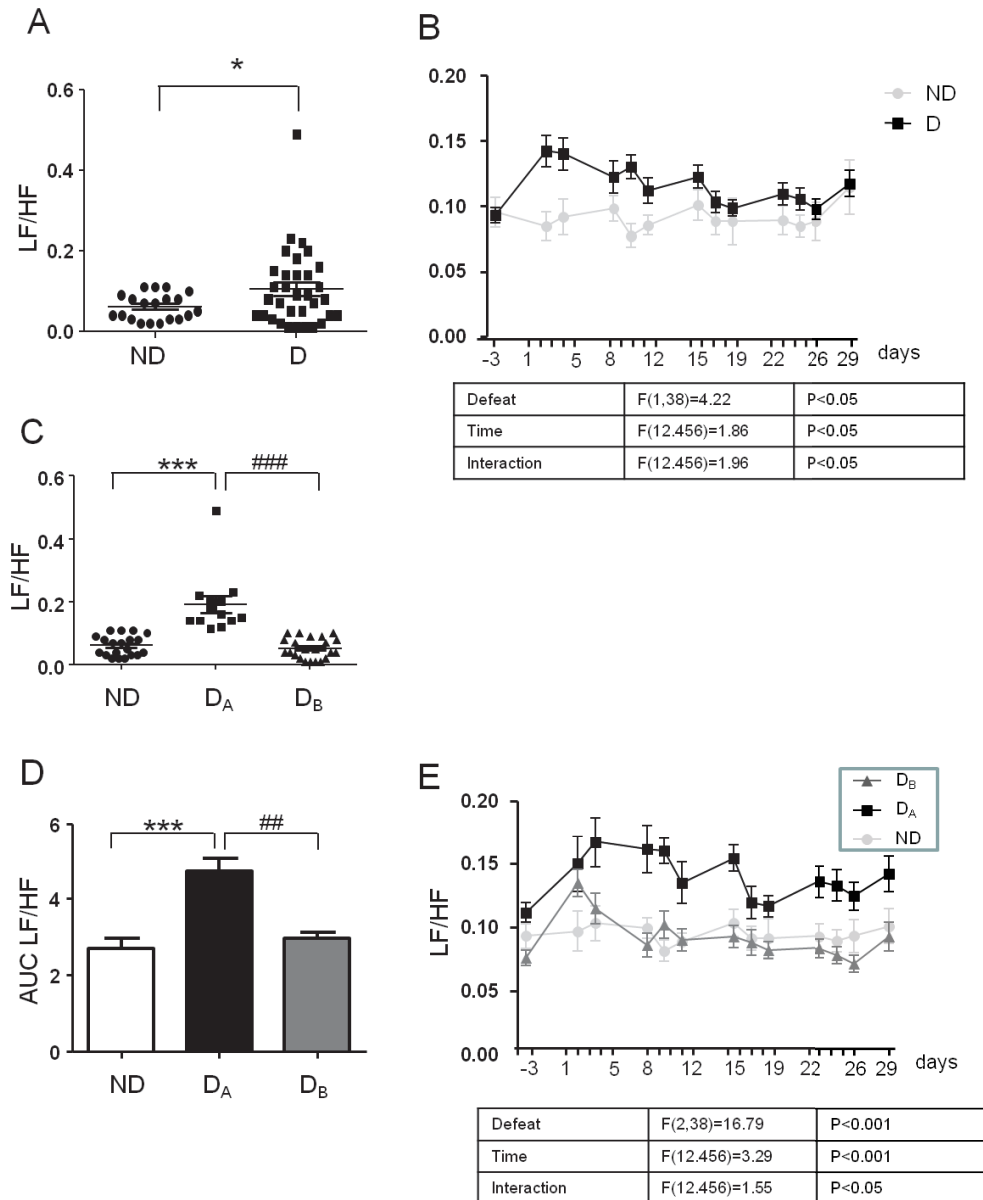 A
*
0.6
0.4
0.2
0.0
LF/HF
ND
D
B
0.20
0.15
0.10
0.05
0.00
ND
D
-3 1 5 8 12 15 19 22 26 29 days
Defeat F(1,38)=4.22 P<0.05
Time F(12.456)=1.86 P<0.05
Interaction F(12.456)=1.96 P<0.05
C
*** ###
0.6
0.4
0.2
0.0
LF/HF
ND DA DB
D
*** ##
6
4
2
0
AUC LF/HF
ND DA DB
E
DB
DA
ND
0.20
0.15
0.10
0.05
0.00
LF/HF
-3 1 5 8 12 15 19 22 26 29 days
Defeat F(2,38)=16.79 P<0.001
Time F(12.456)=3.29 P<0.001
Interaction F(12.456)=1.55 P<0.05